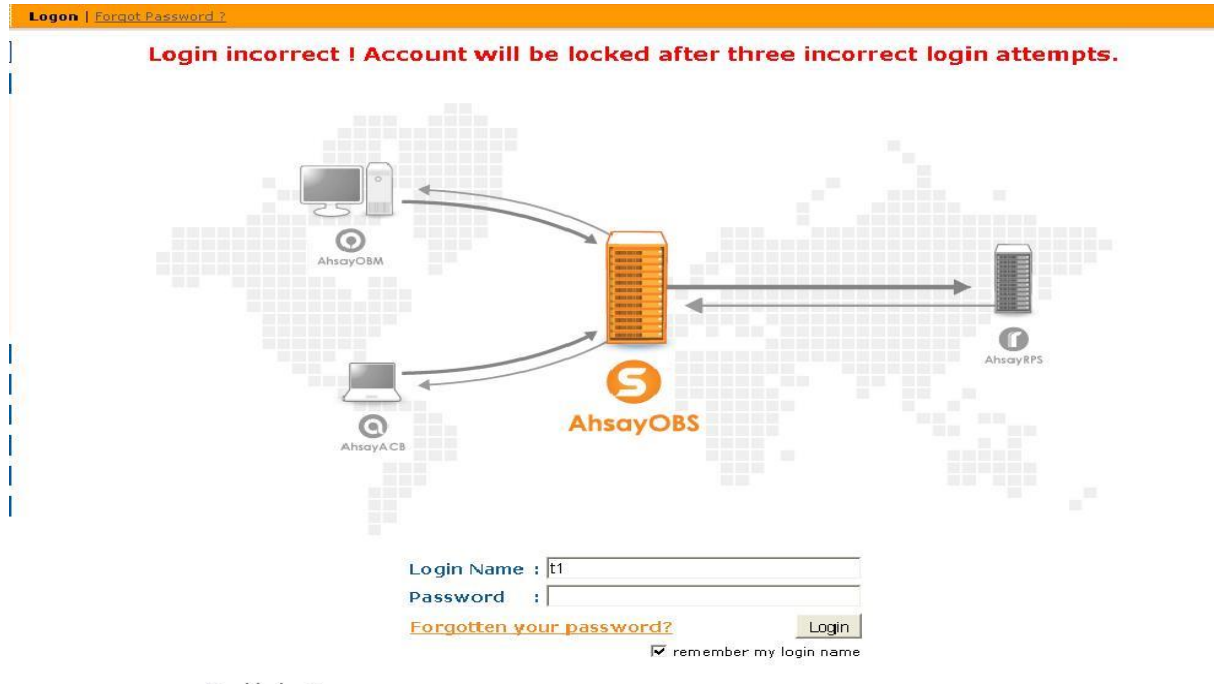 Logon | Forgot Password ?
Login incorrect ! Account will be locked after three incorrect login attempts.
AhsayOBM
AhsayRPS
AhsayOBS
AhsayACB
Login Name : t1
Password :
Forgotten your password? Login
remember my login name